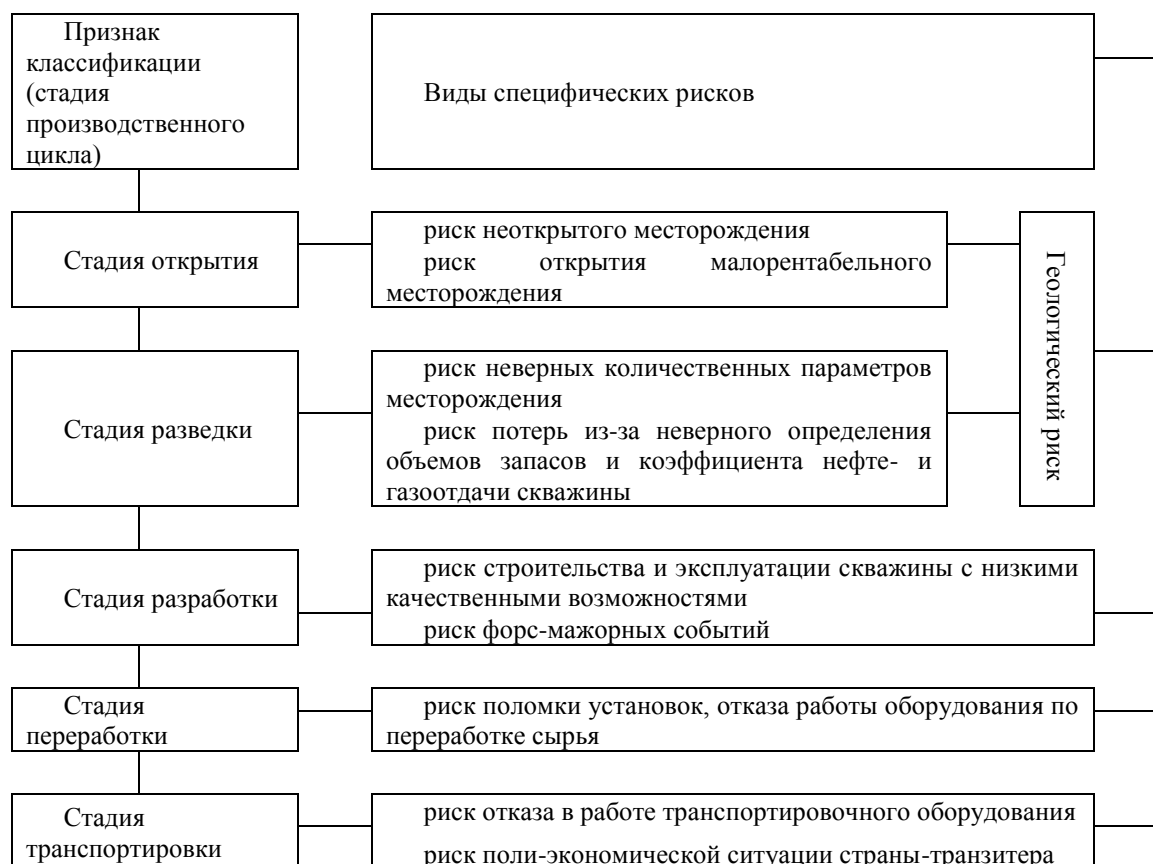 Признак
классификации
(стадия
производственного
цикла)
Виды специфических рисков
Стадия открытия
риск неоткрытого месторождения
риск открытия малорентабельного
месторождения
Геологический риск
Стадия разведки
риск неверных количественных параметров
месторождения
риск потерь из-за неверного определения
объемов запасов и коэффициента нефте- и
газоотдачи скважины
Стадия разработки
риск строительства и эксплуатации скважины с низкими
качественными возможностями
риск форс-мажорных событий
Стадия
переработки
риск поломки установок, отказа работы оборудования по
переработке сырья
Стадия
транспортировки
риск отказа в работе транспортировочного оборудования
риск поли-экономической ситуации страны-транзитера